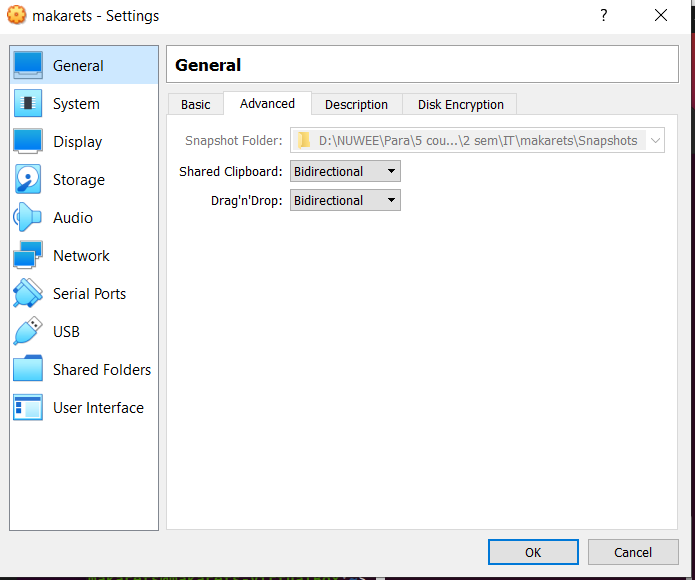 makarets - Settings
?
General
System
Display
Storage
Audio
Network
Serial Ports
USB
Shared Folders
User Interface
General
Basic Advanced Description Disk Encryption
Snapshot Folder: D:\NUWEE\Para\5 cou...\2 sem\IT\makarets\Snapshots
Shared Clipboard: Bidirectional
Drag'n'Drop: Bidirectional
OK Cancel